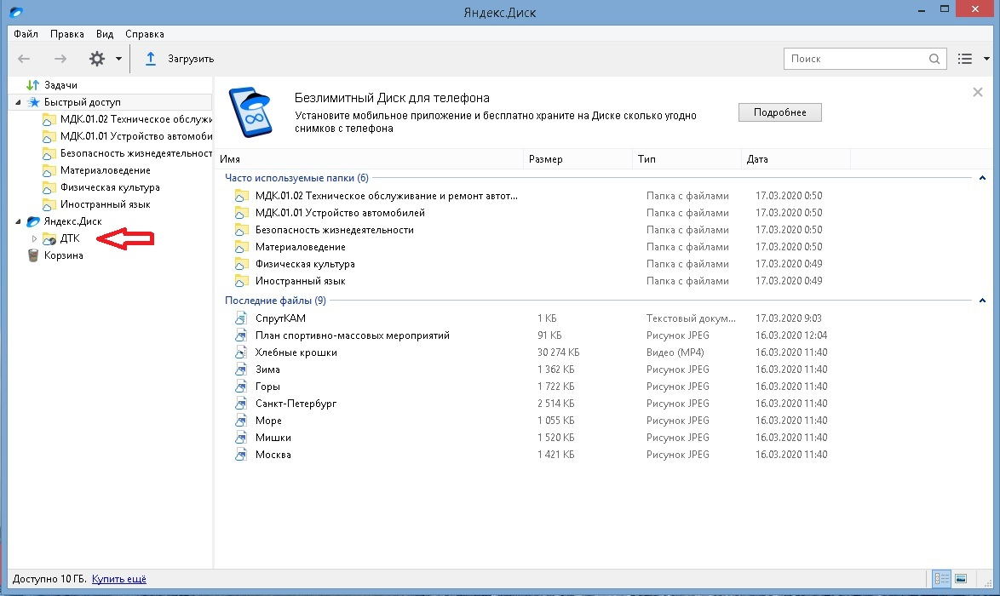 Яндекс.Диск
Файл Правка Вид Справка
Загрузить
Поиск
Задачи
Быстрый доступ
МДК.01.02 Техническое обслужи
МДК.01.01 Устройство автомоби
Безопасность жизнедеятельност
Материаловедение
Физическая культура
Иностранный язык
Яндекс.Диск
ДТК
Корзина
Безлимитный Диск для телефона
Установите мобильное приложение и бесплатно храните на Диске сколько угодно
снимков с телефона
Подробнее
Имя Размер Тип Дата
Часто используемые папки (6)
МДК.01.02 Техническое обслуживание и ремонт автот... Папка с файлами 17.03.2020 0:50
МДК.01.01 Устройство автомобилей Папка с файлами 17.03.2020 0:50
Безопасность жизнедеятельности Папка с файлами 17.03.2020 0:50
Материаловедение Папка с файлами 17.03.2020 0:50
Физическая культура Папка с файлами 17.03.2020 0:49
Иностранный язык Папка с файлами 17.03.2020 0:49
Последние файлы (9)
СпрутКАМ 1 КБ Текстовый докум... 17.03.2020 9:03
План спортивно-массовых мероприятий 91 КБ Рисунок JPEG 16.03.2020 12:04
Хлебные крошки 30 274 КБ Видео (MP4) 16.03.2020 11:40
Зима 1 362 КБ Рисунок JPEG 16.03.2020 11:40
Горы 1 722 КБ Рисунок JPEG 16.03.2020 11:40
Санкт-Петербург 2 514 КБ Рисунок JPEG 16.03.2020 11:40
Море 1 055 КБ Рисунок JPEG 16.03.2020 11:40
Мишки 1 520 КБ Рисунок JPEG 16.03.2020 11:40
Москва 1 421 КБ Рисунок JPEG 16.03.2020 11:40
Доступно 10 ГБ. Купить ещё